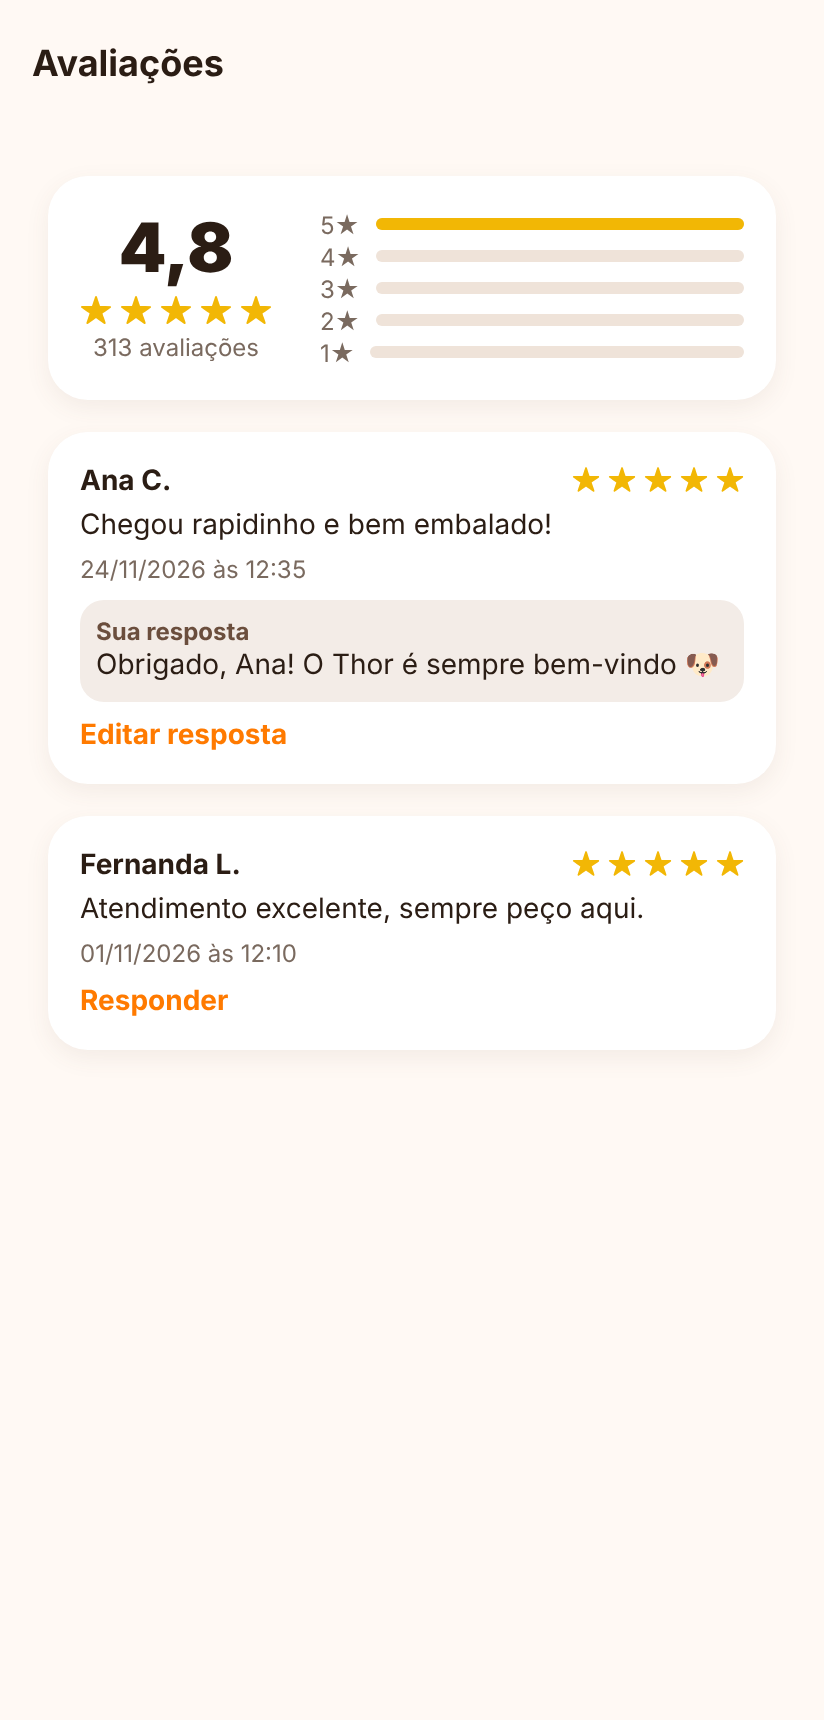 Avaliações
4,8
★★★★★
313 avaliações
5★
4★
3★
2★
1★
Ana C. ★★★★★
Chegou rapidinho e bem embalado!
24/11/2026 às 12:35
Sua resposta
Obrigado, Ana! O Thor é sempre bem-vindo 🐶
Editar resposta
Fernanda L. ★★★★★
Atendimento excelente, sempre peço aqui.
01/11/2026 às 12:10
Responder